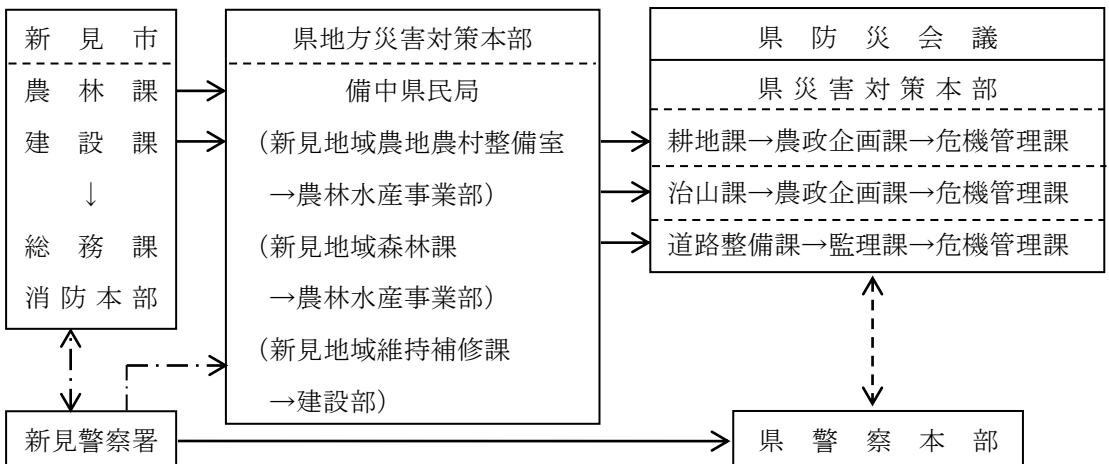 新見市
農林課
建設課
↓
総務課
消防本部
県地方災害対策本部
備中県民局
(新見地域農地農村整備室
→農林水産事業部)
(新見地域森林課
→農林水産事業部)
(新見地域維持補修課
→建設部)
県防災会議
県災害対策本部
耕地課→農政企画課→危機管理課
治山課→農政企画課→危機管理課
道路整備課→監理課→危機管理課
新見警察署
県警察本部